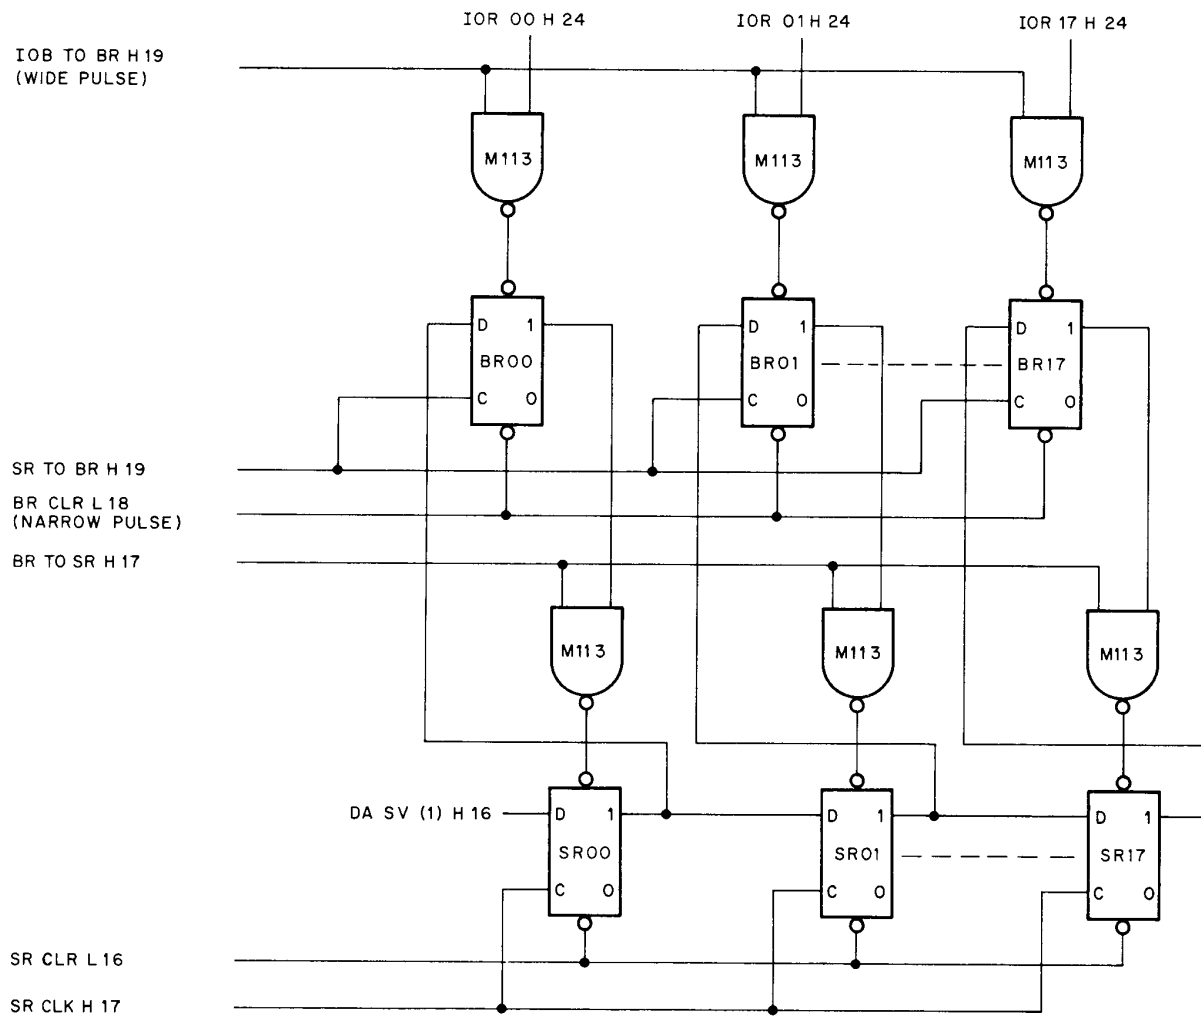 IOR 00 H 24
IOR 01 H 24
IOR 17 H 24
IOB TO BR H 19
(WIDE PULSE)
M113
M113
M113
D 1
BR00
C 0
D 1
BR01
C 0
D 1
BR17
C 0
SR TO BR H 19
BR CLR L 18
(NARROW PULSE)
BR TO SR H 17
M113
M113
M113
DA SV (1) H 16
D 1
SR00
C 0
D 1
SR01
C 0
D 1
SR17
C 0
SR CLR L 16
SR CLK H 17